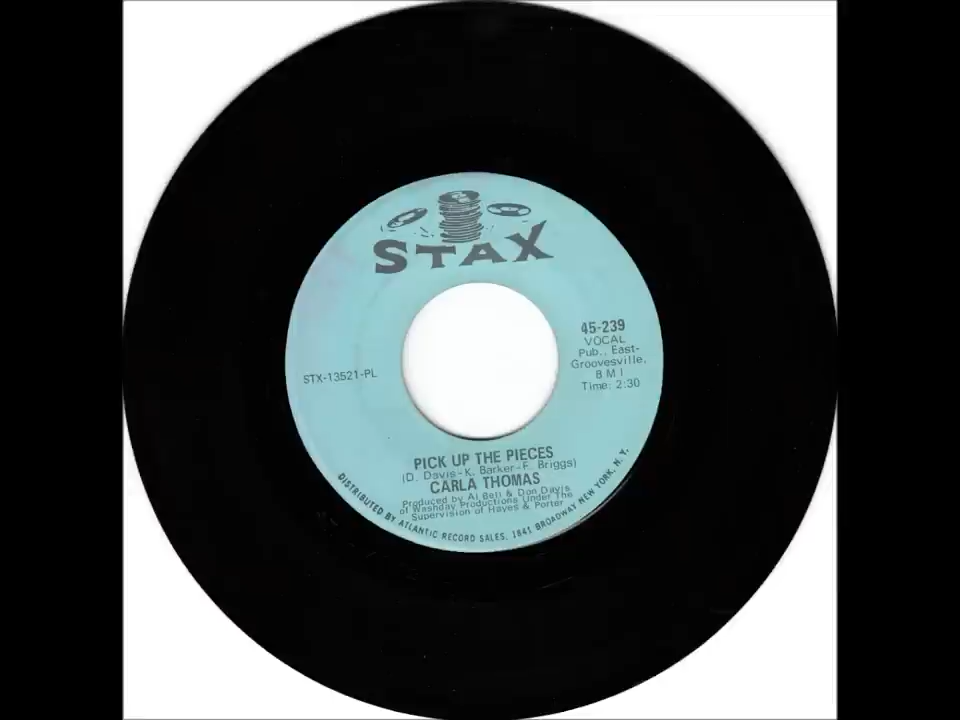 STAX
45-239
VOCAL
Pub., East-
Groovesville,
BMI
Time: 2:30
STX-13521-PL
PICK UP THE PIECES
(D. Davis-K. Barker-F. Briggs)
CARLA THOMAS
Produced by Al Bell & Don Davis
of Washday Productions Under The
Supervision of Hayes & Porter
DISTRIBUTED BY ATLANTIC RECORD SALES, 1841 BROADWAY NEW YORK, N.Y.